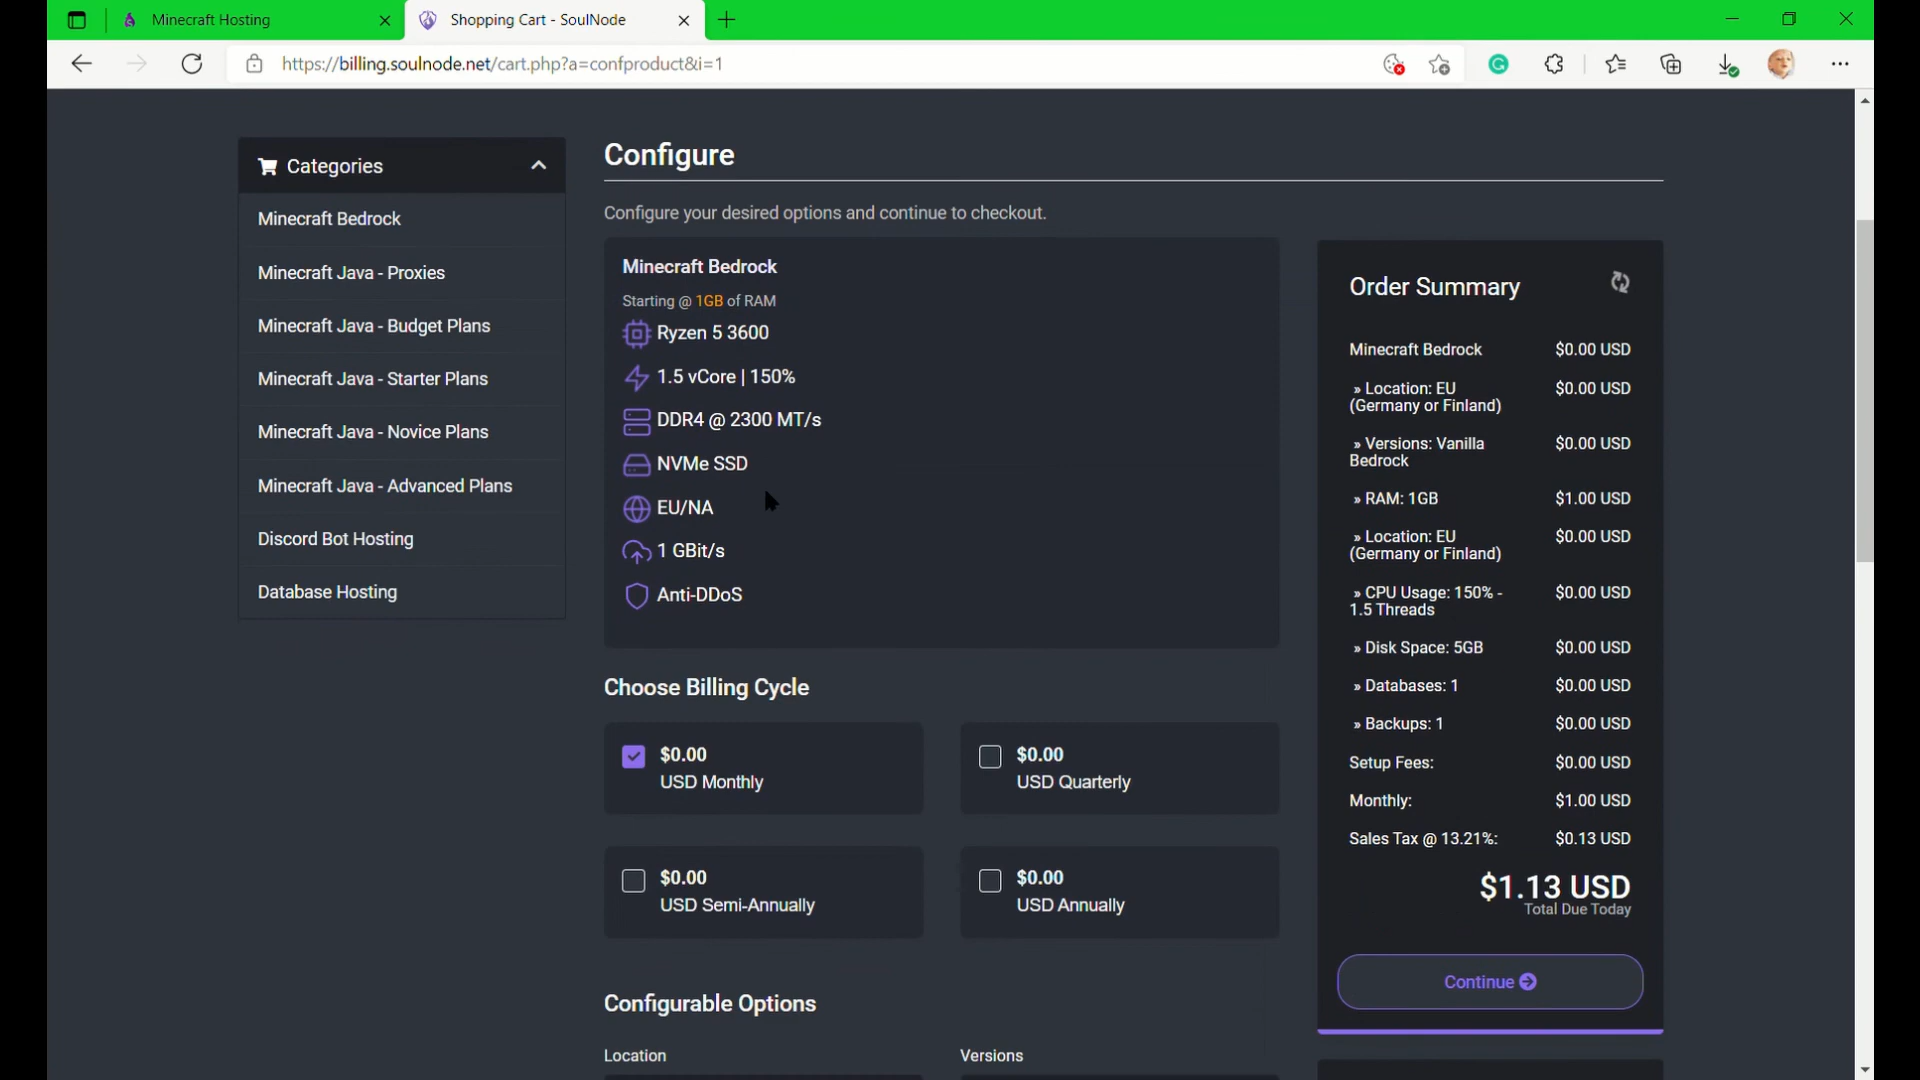 Minecraft Hosting
Shopping Cart - SoulNode
https://billing.soulnode.net/cart.php?a=confproduct&i=1
Categories
Minecraft Bedrock
Minecraft Java - Proxies
Minecraft Java - Budget Plans
Minecraft Java - Starter Plans
Minecraft Java - Novice Plans
Minecraft Java - Advanced Plans
Discord Bot Hosting
Database Hosting
Configure
Configure your desired options and continue to checkout.
Minecraft Bedrock
Starting @ 1GB of RAM
Ryzen 5 3600
1.5 vCore | 150%
DDR4 @ 2300 MT/s
NVMe SSD
EU/NA
1 GBit/s
Anti-DDoS
Choose Billing Cycle
$0.00
USD Monthly
$0.00
USD Quarterly
$0.00
USD Semi-Annually
$0.00
USD Annually
Configurable Options
Location
Versions
Order Summary
Minecraft Bedrock $0.00 USD
» Location: EU $0.00 USD
(Germany or Finland)
» Versions: Vanilla $0.00 USD
Bedrock
» RAM: 1GB $1.00 USD
» Location: EU $0.00 USD
(Germany or Finland)
» CPU Usage: 150% - $0.00 USD
1.5 Threads
» Disk Space: 5GB $0.00 USD
» Databases: 1 $0.00 USD
» Backups: 1 $0.00 USD
Setup Fees: $0.00 USD
Monthly: $1.00 USD
Sales Tax @ 13.21%: $0.13 USD
$1.13 USD
Total Due Today
Continue